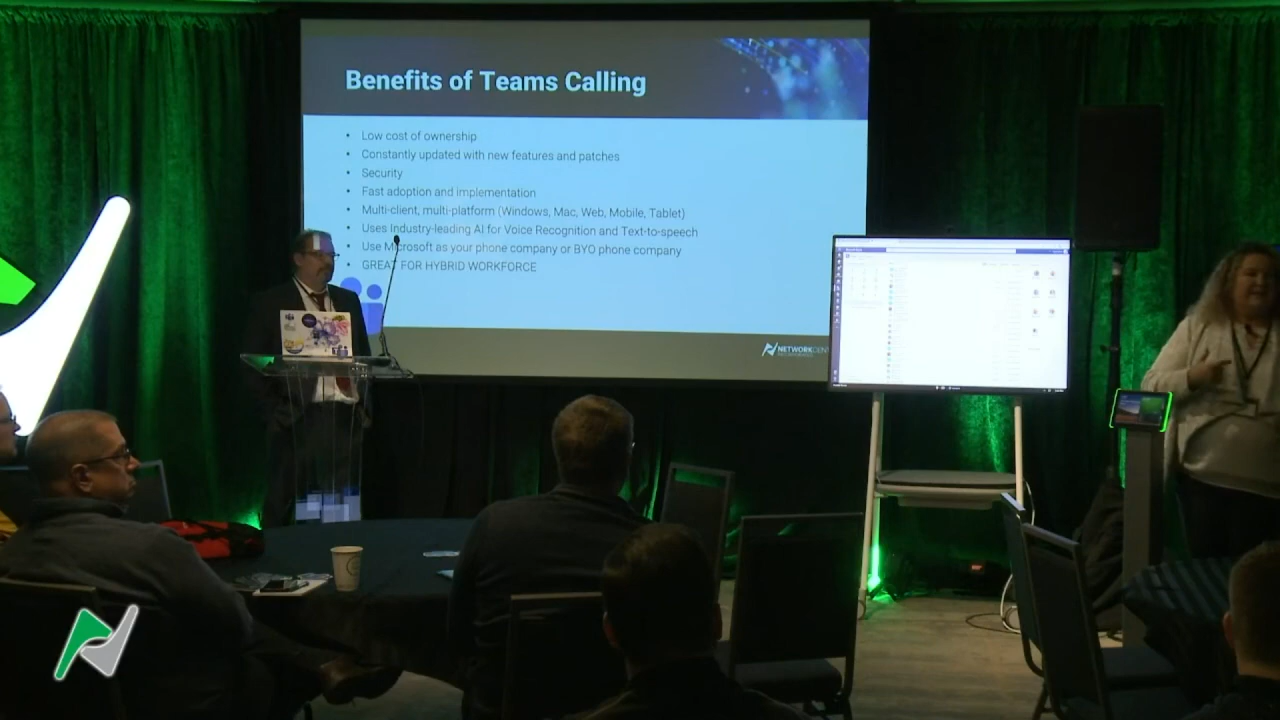 Benefits of Teams Calling
• Low cost of ownership
• Constantly updated with new features and patches
• Security
• Fast adoption and implementation
• Multi-client, multi-platform (Windows, Mac, Web, Mobile, Tablet)
• Uses Industry-leading AI for Voice Recognition and Text-to-speech
• Use Microsoft as your phone company or BYO phone company
• GREAT FOR HYBRID WORKFORCE
NETWORK